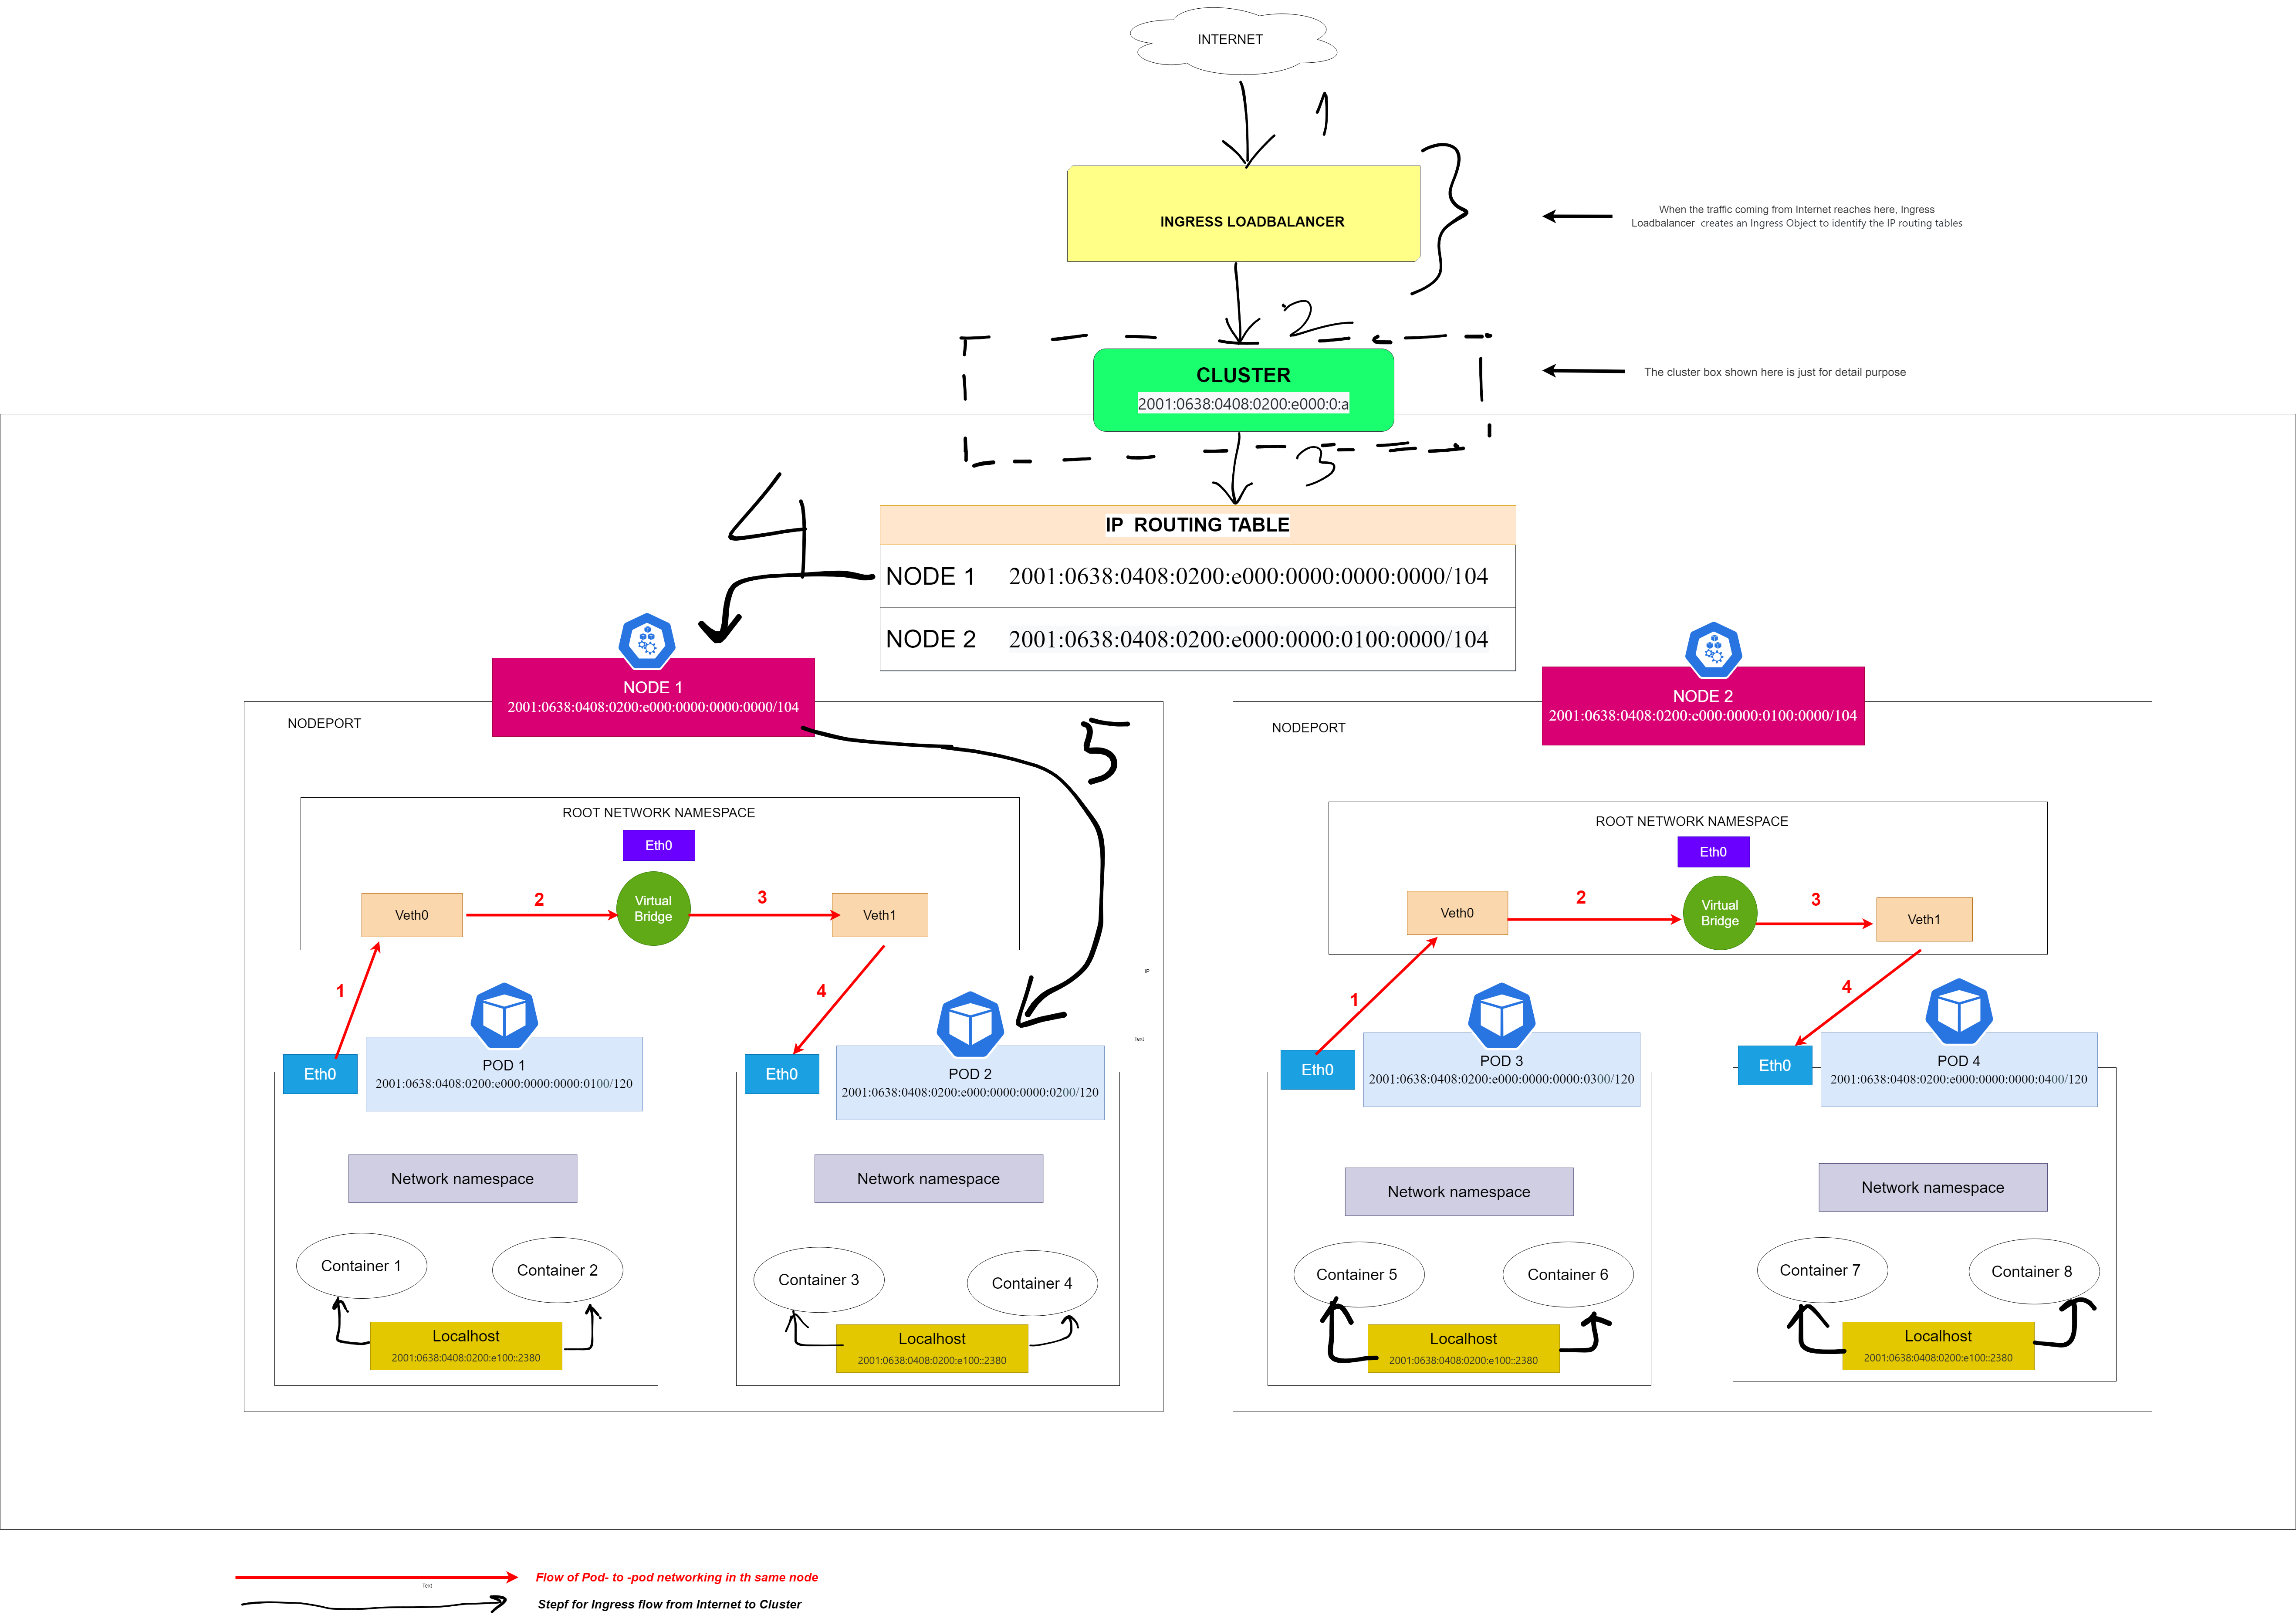 INTERNET
1
INGRESS LOADBALANCER
When the traffic coming from Internet reaches here, Ingress
Loadbalancer creates an Ingress Object to identify the IP routing tables
2
CLUSTER
2001:0638:0408:0200:e000:0:a
The cluster box shown here is just for detail purpose
3
4
IP ROUTING TABLE
NODE 1 2001:0638:0408:0200:e000:0000:0000:0000/104
NODE 2 2001:0638:0408:0200:e000:0000:0100:0000/104
NODE 1
2001:0638:0408:0200:e000:0000:0000:0000/104
NODEPORT
5
ROOT NETWORK NAMESPACE
Eth0
Veth0
2
Virtual
Bridge
3
Veth1
1
4
IP
Text
Eth0
POD 1
2001:0638:0408:0200:e000:0000:0000:0100/120
Network namespace
Container 1
Container 2
Localhost
2001:0638:0408:0200:e100::2380
Eth0
POD 2
2001:0638:0408:0200:e000:0000:0000:0200/120
Network namespace
Container 3
Container 4
Localhost
2001:0638:0408:0200:e100::2380
NODE 2
2001:0638:0408:0200:e000:0000:0100:0000/104
NODEPORT
ROOT NETWORK NAMESPACE
Eth0
Veth0
2
Virtual
Bridge
3
Veth1
1
4
Eth0
POD 3
2001:0638:0408:0200:e000:0000:0000:0300/120
Network namespace
Container 5
Container 6
Localhost
2001:0638:0408:0200:e100::2380
Eth0
POD 4
2001:0638:0408:0200:e000:0000:0000:0400/120
Network namespace
Container 7
Container 8
Localhost
2001:0638:0408:0200:e100::2380
Flow of Pod- to -pod networking in th same node
Text
Stepf for Ingress flow from Internet to Cluster